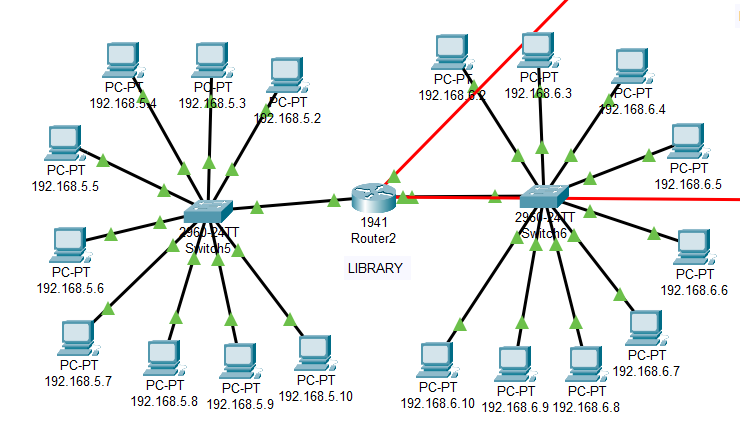 PC-PT
192.168.5.4
PC-PT
192.168.5.3
PC-PT
192.168.5.2
PC-PT
192.168.5.5
PC-PT
192.168.5.6
PC-PT
192.168.5.7
PC-PT
192.168.5.8
PC-PT
192.168.5.9
PC-PT
192.168.5.10
2960-24TT
Switch5
1941
Router2
LIBRARY
PC-PT
192.168.6.2
PC-PT
192.168.6.3
PC-PT
192.168.6.4
PC-PT
192.168.6.5
2960-24TT
Switch6
PC-PT
192.168.6.6
PC-PT
192.168.6.7
PC-PT
192.168.6.10
PC-PT
192.168.6.9
PC-PT
192.168.6.8